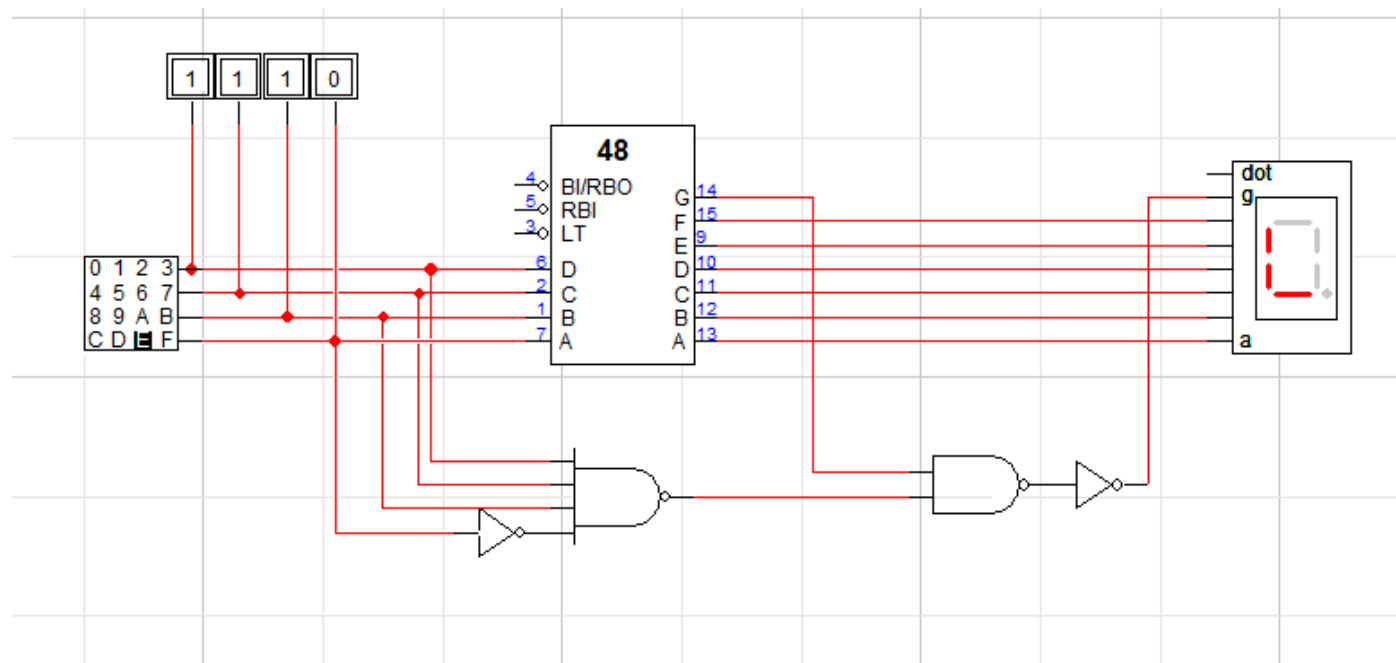 1 1 1 0
48
4 BI/RBO
5 RBI
3 LT
6 D
2 C
1 B
7 A
G 14
F 15
E 9
D 10
C 11
B 12
A 13
0 1 2 3
4 5 6 7
8 9 A B
C D E F
dot
g
a